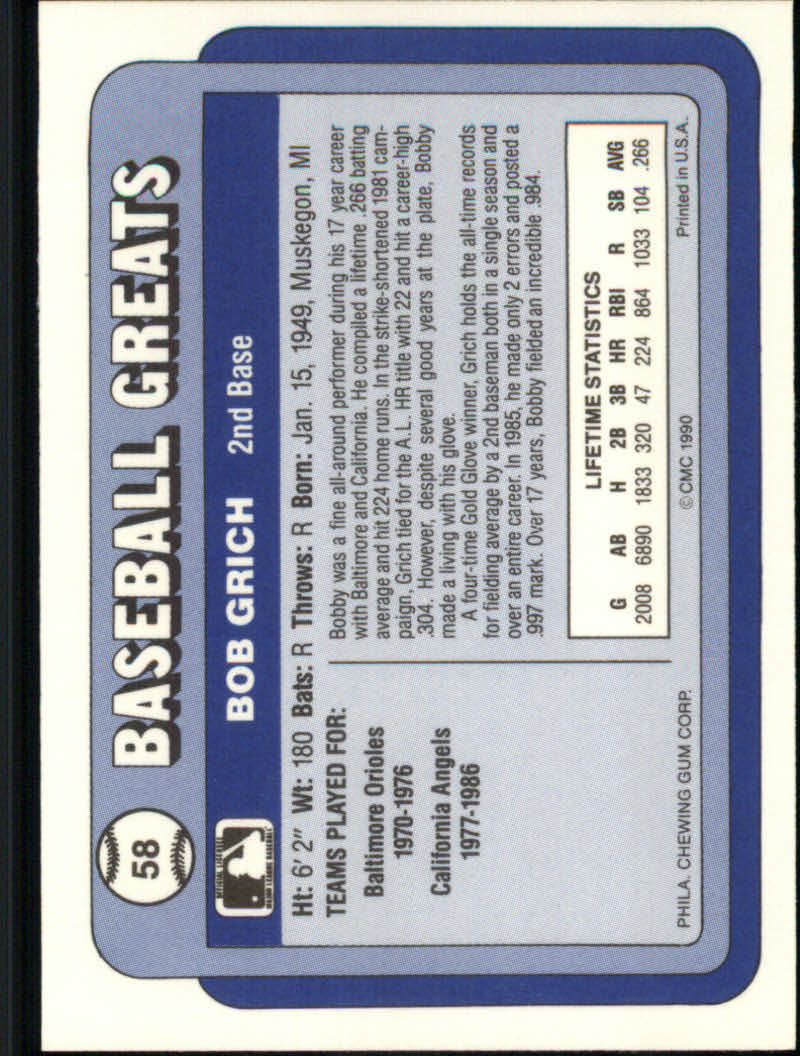 58
BASEBALL GREATS
BOB GRICH 2nd Base
Ht: 6' 2" Wt: 180 Bats: R Throws: R Born: Jan. 15, 1949, Muskegon, MI
TEAMS PLAYED FOR:
Baltimore Orioles
1970-1976
California Angels
1977-1986
Bobby was a fine all-around performer during his 17 year career
with Baltimore and California. He compiled a lifetime .266 batting
average and hit 224 home runs. In the strike-shortened 1981 cam-
paign, Grich tied for the A.L. HR title with 22 and hit a career-high
.304. However, despite several good years at the plate, Bobby
made a living with his glove.
A four-time Gold Glove winner, Grich holds the all-time records
for fielding average by a 2nd baseman both in a single season and
over an entire career. In 1985, he made only 2 errors and posted a
.997 mark. Over 17 years, Bobby fielded an incredible .984.
LIFETIME STATISTICS
G AB H 2B 3B HR RBI R SB AVG
2008 6890 1833 320 47 224 864 1033 104 .266
PHILA. CHEWING GUM CORP. © CMC 1990 Printed in U.S.A.